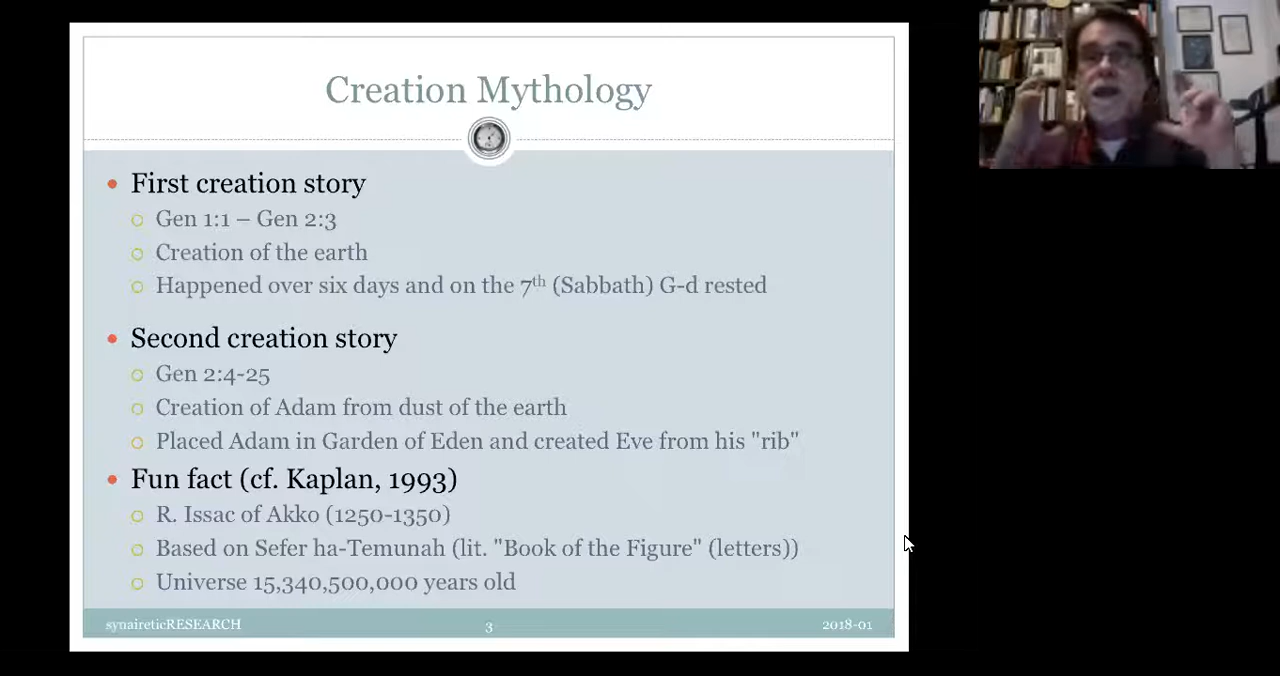 Creation Mythology
First creation story
Gen 1:1 – Gen 2:3
Creation of the earth
Happened over six days and on the 7th (Sabbath) G-d rested
Second creation story
Gen 2:4-25
Creation of Adam from dust of the earth
Placed Adam in Garden of Eden and created Eve from his "rib"
Fun fact (cf. Kaplan, 1993)
R. Issac of Akko (1250-1350)
Based on Sefer ha-Temunah (lit. "Book of the Figure" (letters))
Universe 15,340,500,000 years old
synaireticRESEARCH
3
2018-01